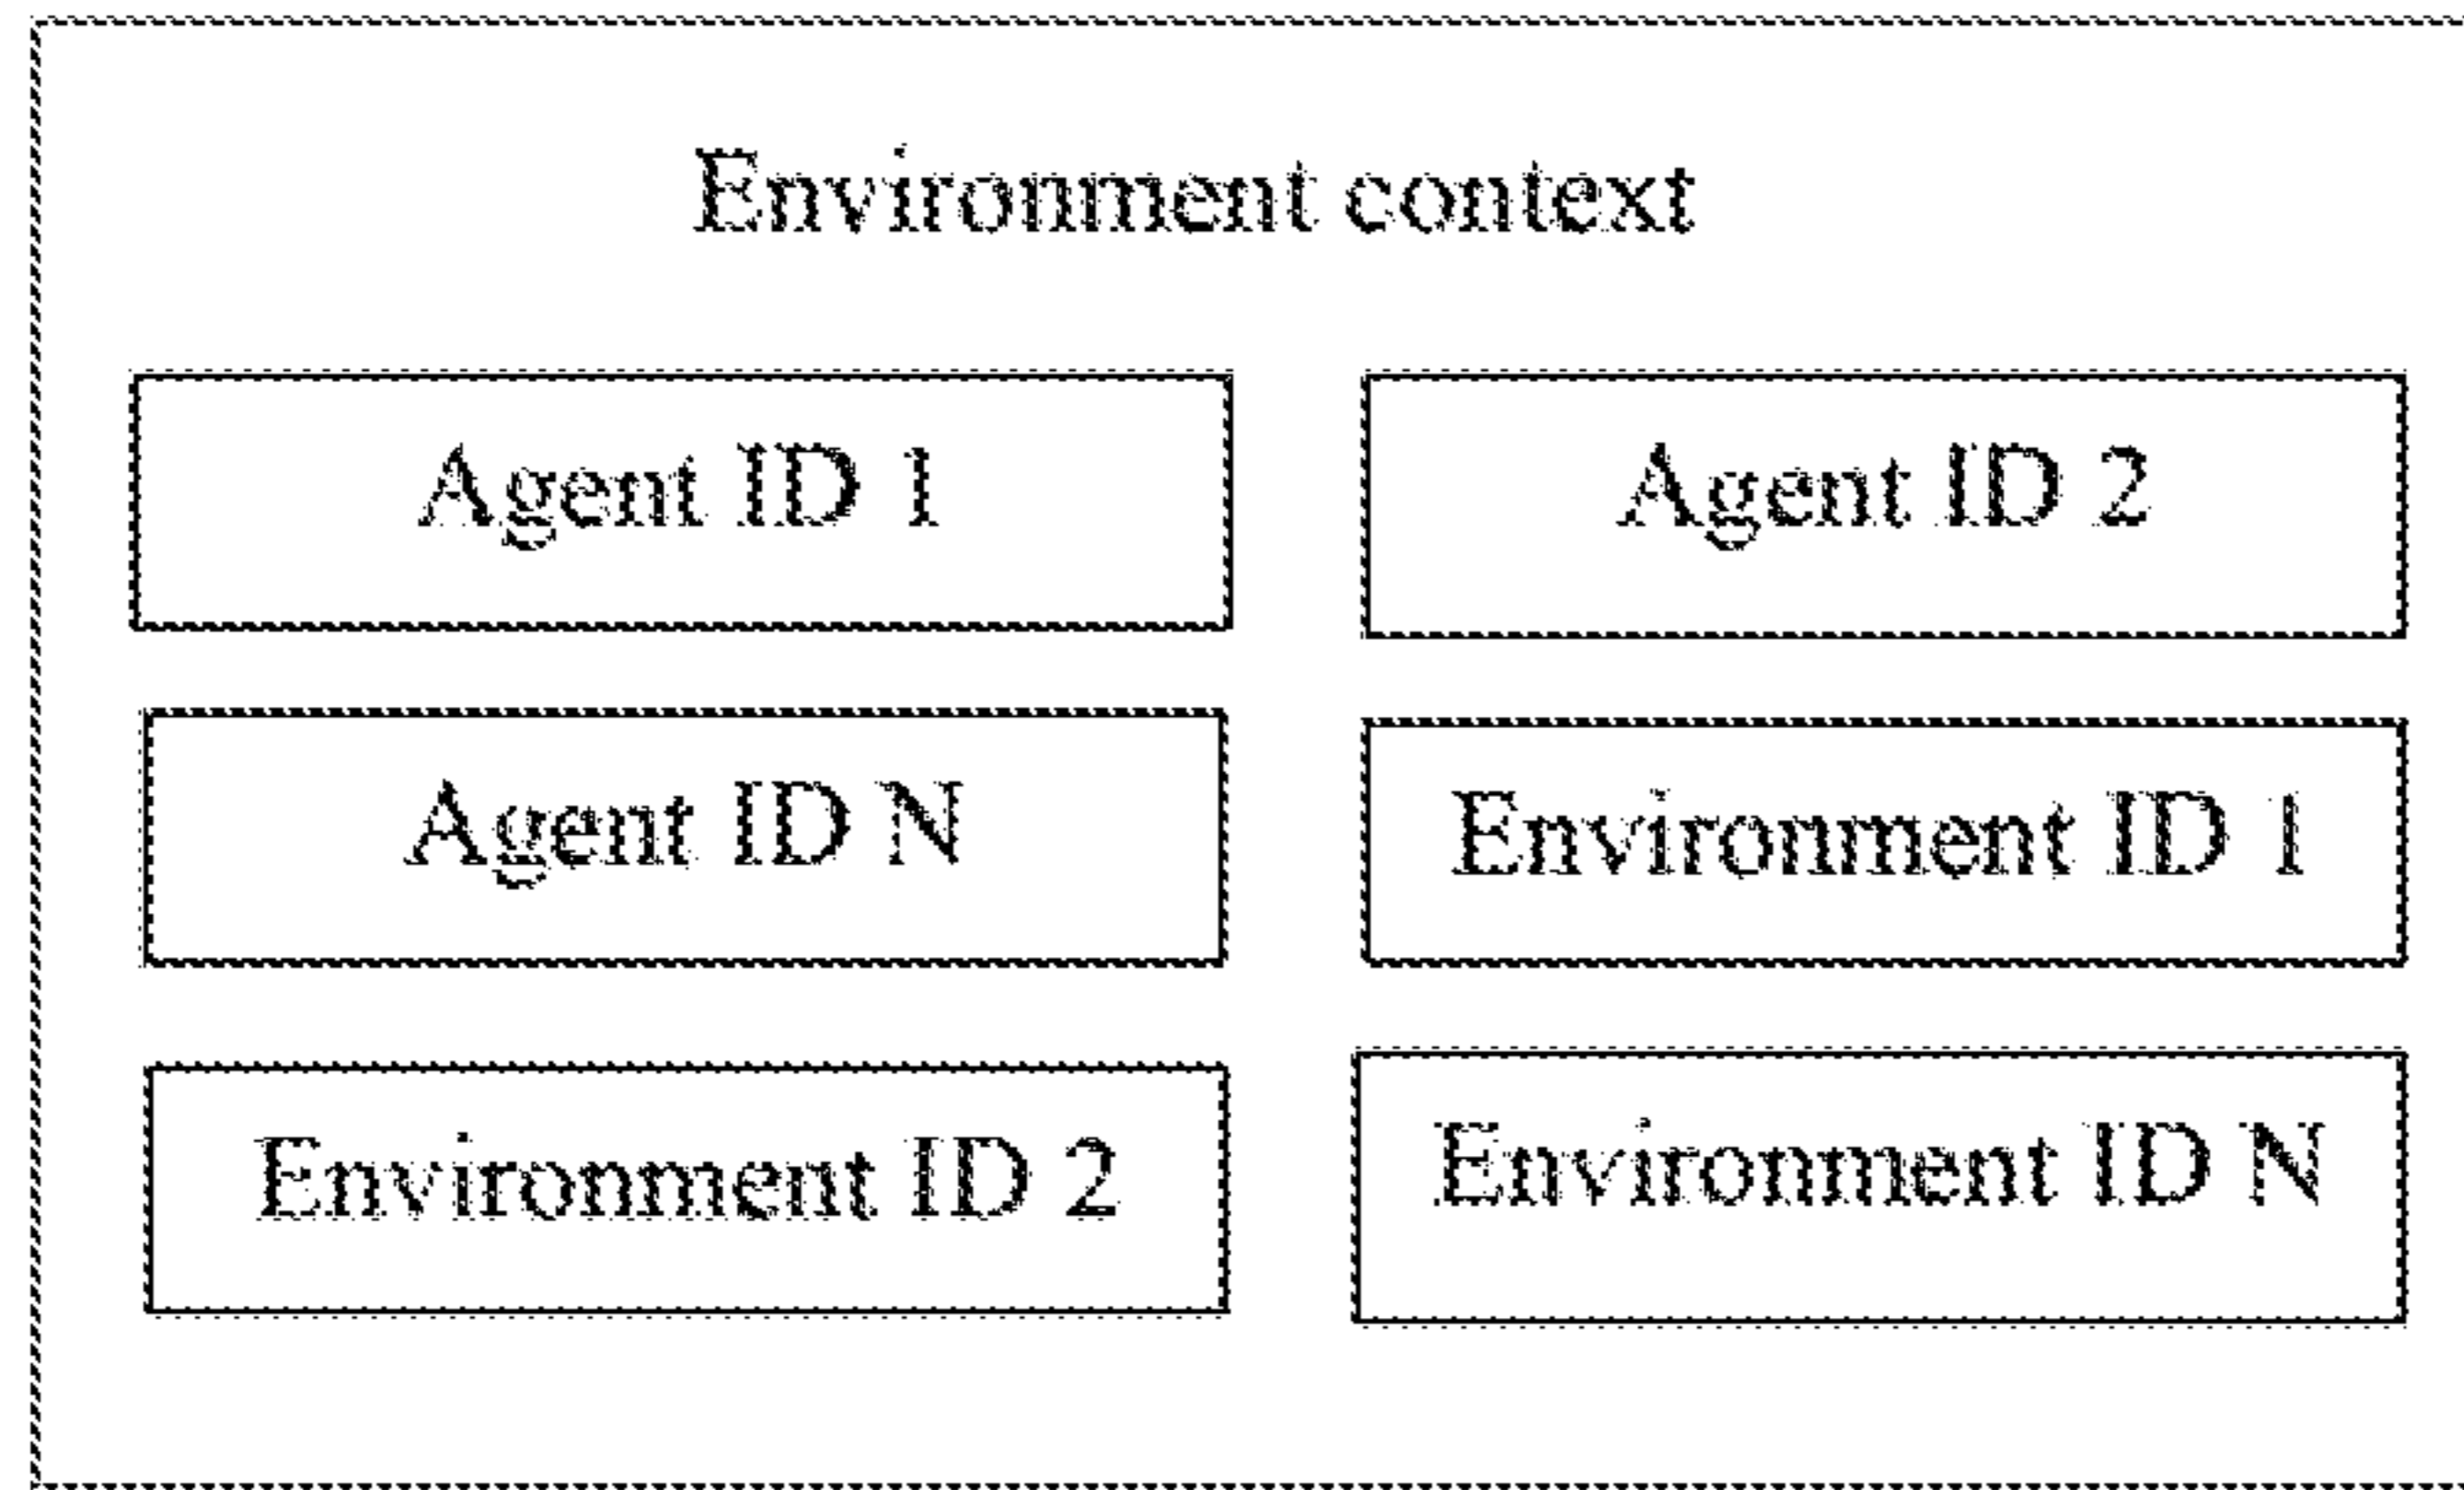 Environment context
Agent ID 1
Agent ID 2
Agent ID N
Environment ID 1
Environment ID 2
Environment ID N